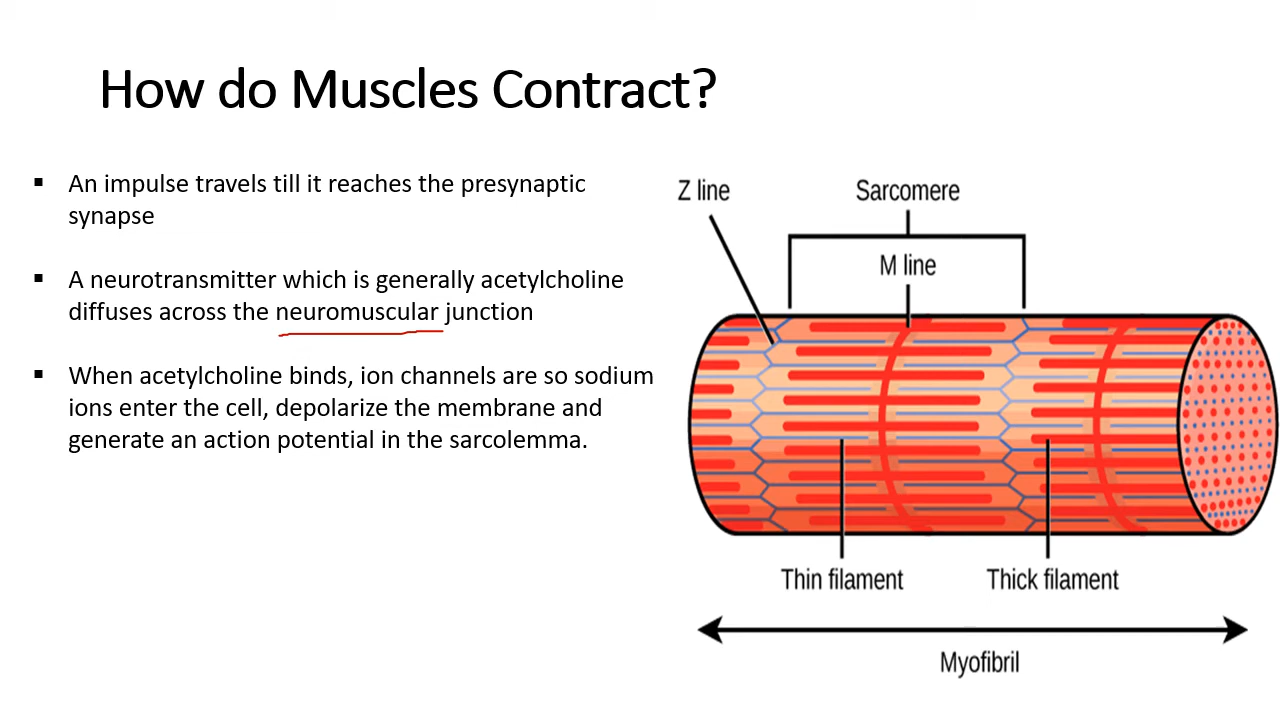 How do Muscles Contract?
▪ An impulse travels till it reaches the presynaptic
synapse
▪ A neurotransmitter which is generally acetylcholine
diffuses across the neuromuscular junction
▪ When acetylcholine binds, ion channels are so sodium
ions enter the cell, depolarize the membrane and
generate an action potential in the sarcolemma.
Z line
Sarcomere
M line
Thin filament
Thick filament
Myofibril